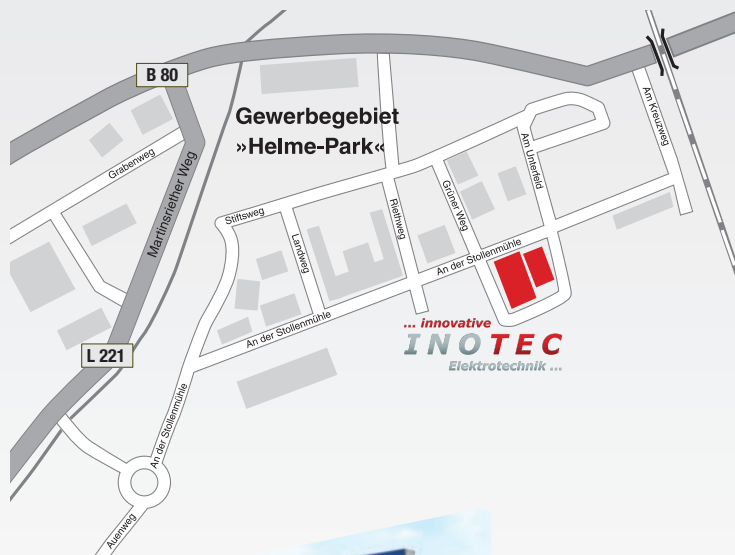 B 80
Gewerbegebiet
»Helme-Park«
Grabenweg
Martinsriether Weg
Am Kreuzweg
Am Unterfeld
Grüner Weg
Riethweg
Stiftsweg
Landweg
An der Stollenmühle
An der Stollenmühle
... innovative
INOTEC
Elektrotechnik ...
L 221
An der Stollenmühle
Auenweg